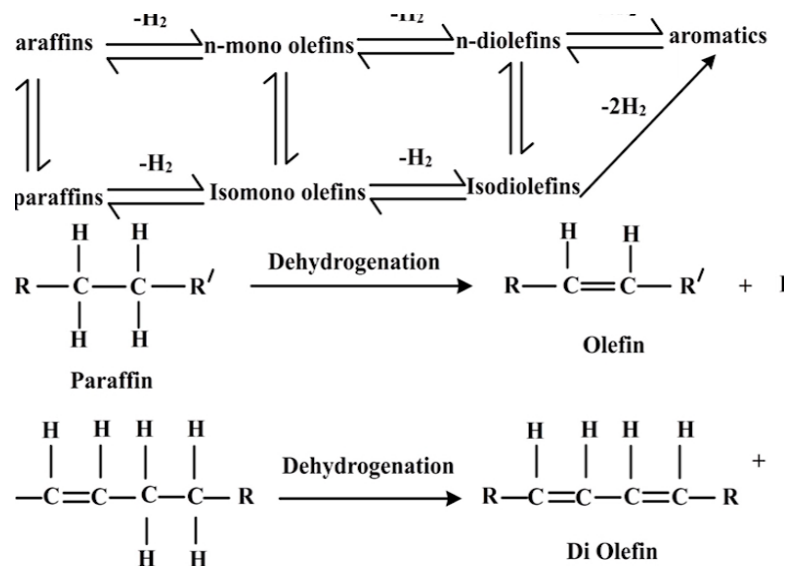 -H2 -H2
araffins n-mono olefins n-diolefins aromatics
-2H2
-H2 -H2
paraffins Isomono olefins Isodiolefins
H H H H
Dehydrogenation
R—C—C—R′ R—C=C—R′ +
H H Olefin
Paraffin
H H H H H H H H
Dehydrogenation +
—C=C—C—C—R R—C=C—C=C—R
H H Di Olefin